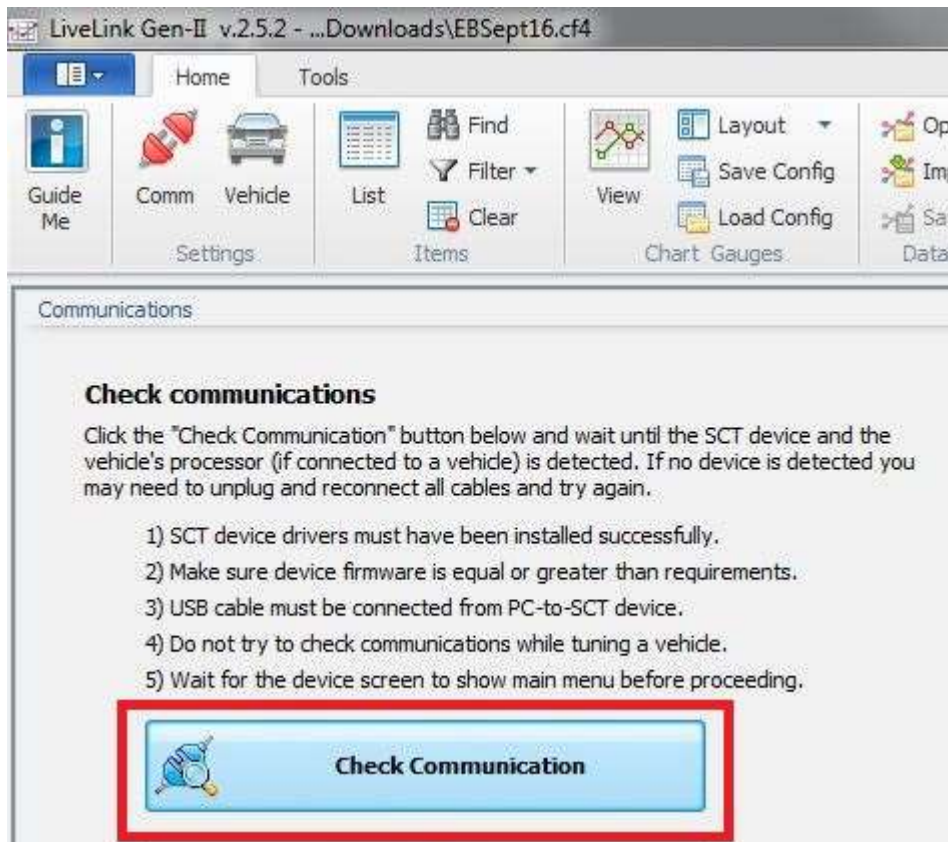 LiveLink Gen-II v.2.5.2 - ...Downloads\EBSept16.cf4
Home Tools
Guide Me
Comm Vehicle
Settings
List
Find
Filter
Clear
Items
View
Layout
Save Config
Load Config
Chart Gauges
Op
Im
Sa
Data
Communications
Check communications
Click the "Check Communication" button below and wait until the SCT device and the
vehicle's processor (if connected to a vehicle) is detected. If no device is detected you
may need to unplug and reconnect all cables and try again.
1) SCT device drivers must have been installed successfully.
2) Make sure device firmware is equal or greater than requirements.
3) USB cable must be connected from PC-to-SCT device.
4) Do not try to check communications while tuning a vehicle.
5) Wait for the device screen to show main menu before proceeding.
Check Communication